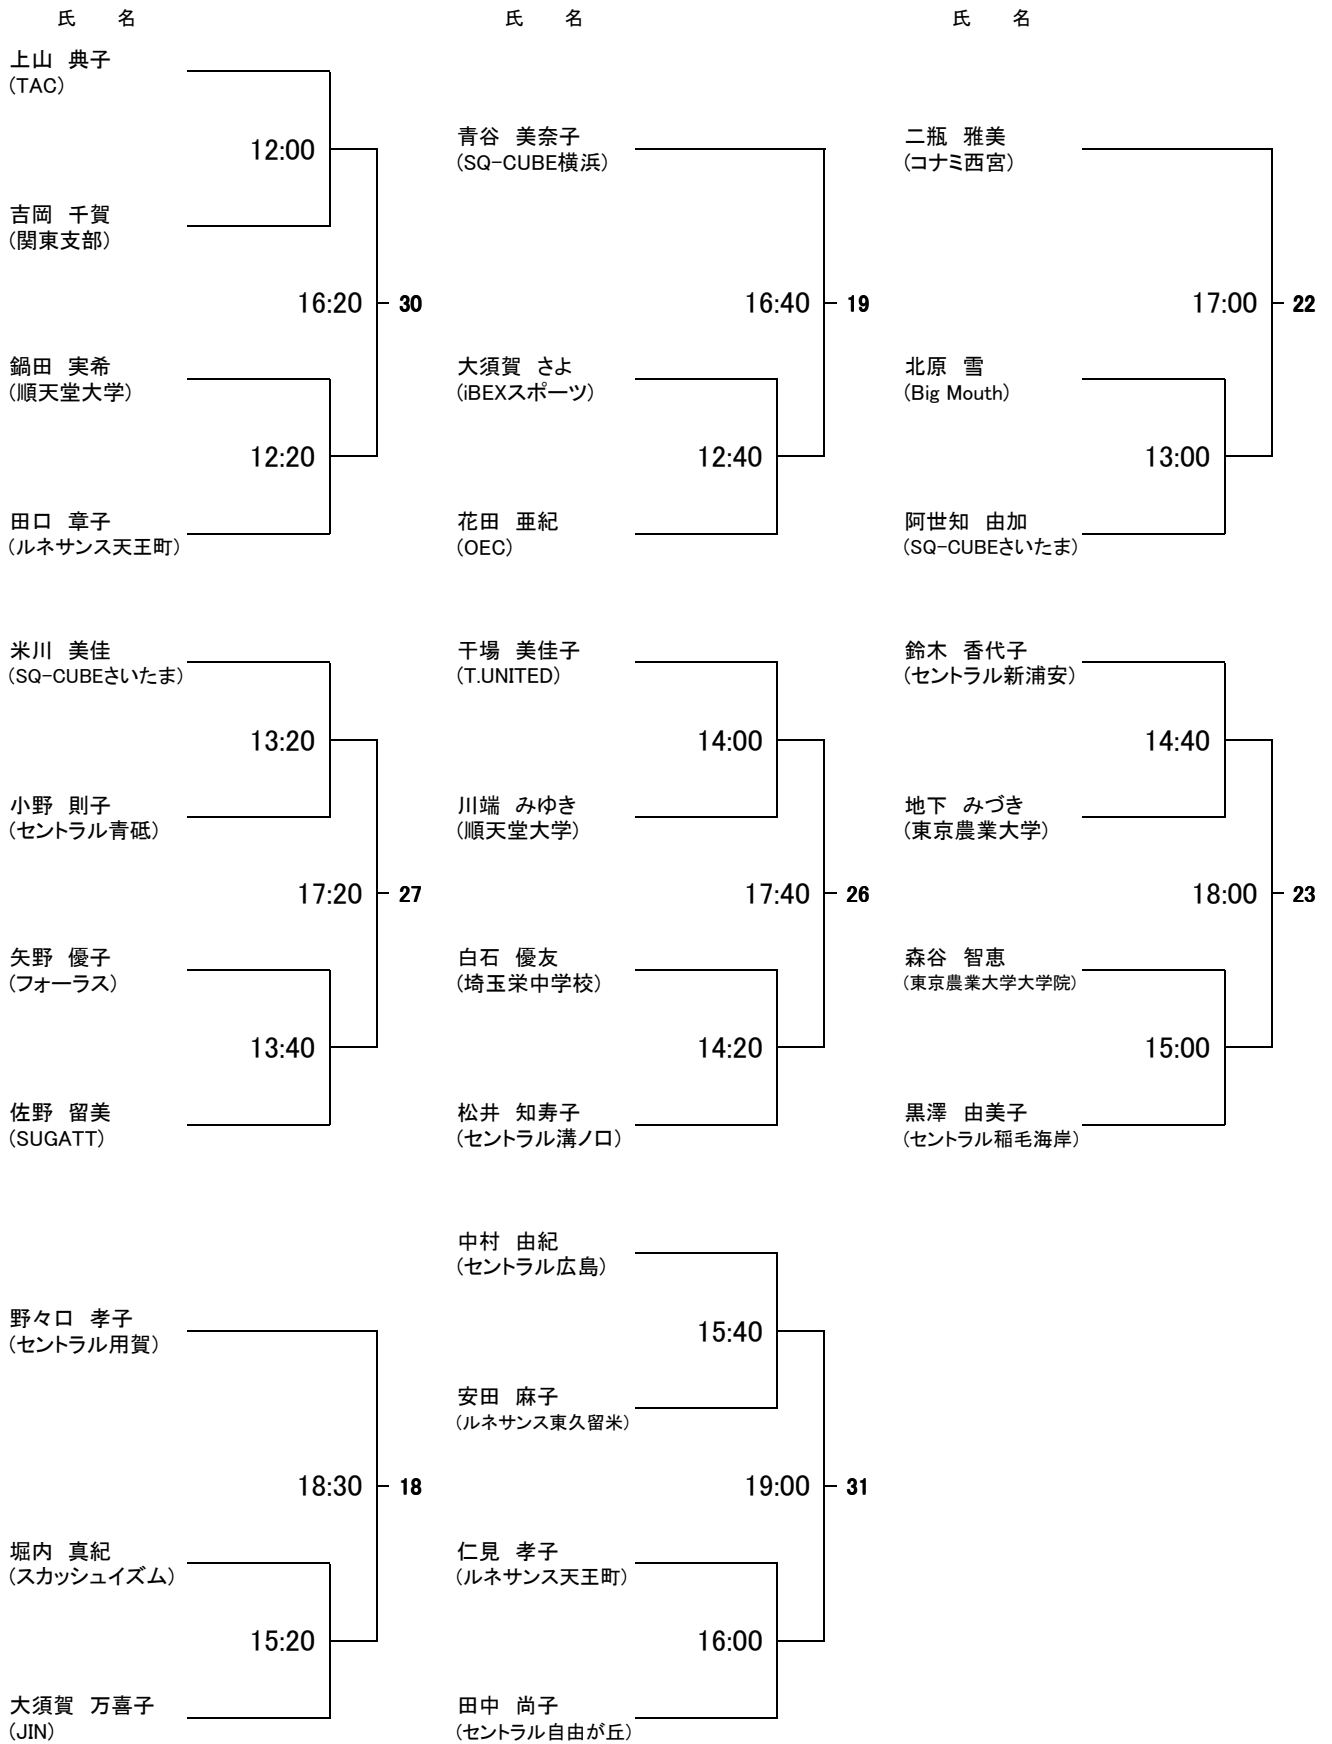 氏　名
氏　名
氏　名
上山　典子
(TAC)
12:00
吉岡　千賀
(関東支部)
16:20
30
鍋田　実希
(順天堂大学)
12:20
田口　章子
(ルネサンス天王町)
青谷　美奈子
(SQ-CUBE横浜)
16:40
19
大須賀　さよ
(iBEXスポーツ)
12:40
花田　亜紀
(OEC)
二瓶　雅美
(コナミ西宮)
17:00
22
北原　雪
(Big Mouth)
13:00
阿世知　由加
(SQ-CUBEさいたま)
米川　美佳
(SQ-CUBEさいたま)
13:20
小野　則子
(セントラル青砥)
17:20
27
矢野　優子
(フォーラス)
13:40
佐野　留美
(SUGATT)
干場　美佳子
(T.UNITED)
14:00
川端　みゆき
(順天堂大学)
17:40
26
白石　優友
(埼玉栄中学校)
14:20
松井　知寿子
(セントラル溝ノ口)
鈴木　香代子
(セントラル新浦安)
14:40
地下　みづき
(東京農業大学)
18:00
23
森谷　智恵
(東京農業大学大学院)
15:00
黒澤　由美子
(セントラル稲毛海岸)
野々口　孝子
(セントラル用賀)
18:30
18
堀内　真紀
(スカッシュイズム)
15:20
大須賀　万喜子
(JIN)
中村　由紀
(セントラル広島)
15:40
安田　麻子
(ルネサンス東久留米)
19:00
31
仁見　孝子
(ルネサンス天王町)
16:00
田中　尚子
(セントラル自由が丘)